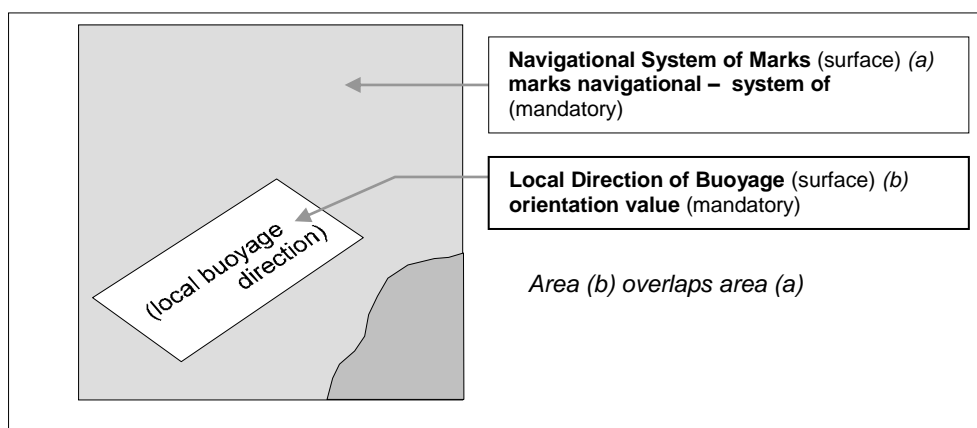 Navigational System of Marks (surface) (a)
marks navigational – system of
(mandatory)
Local Direction of Buoyage (surface) (b)
orientation value (mandatory)
(local buoyage
direction)
Area (b) overlaps area (a)